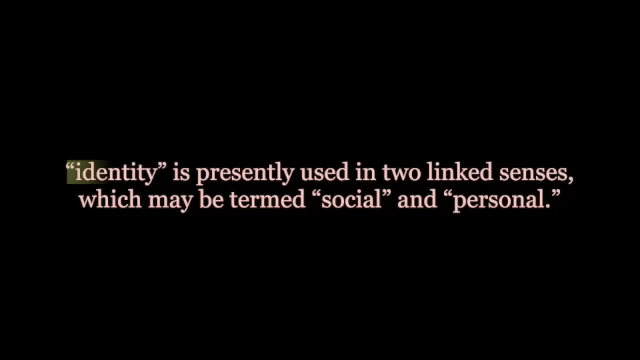 “identity” is presently used in two linked senses,
which may be termed “social” and “personal.”